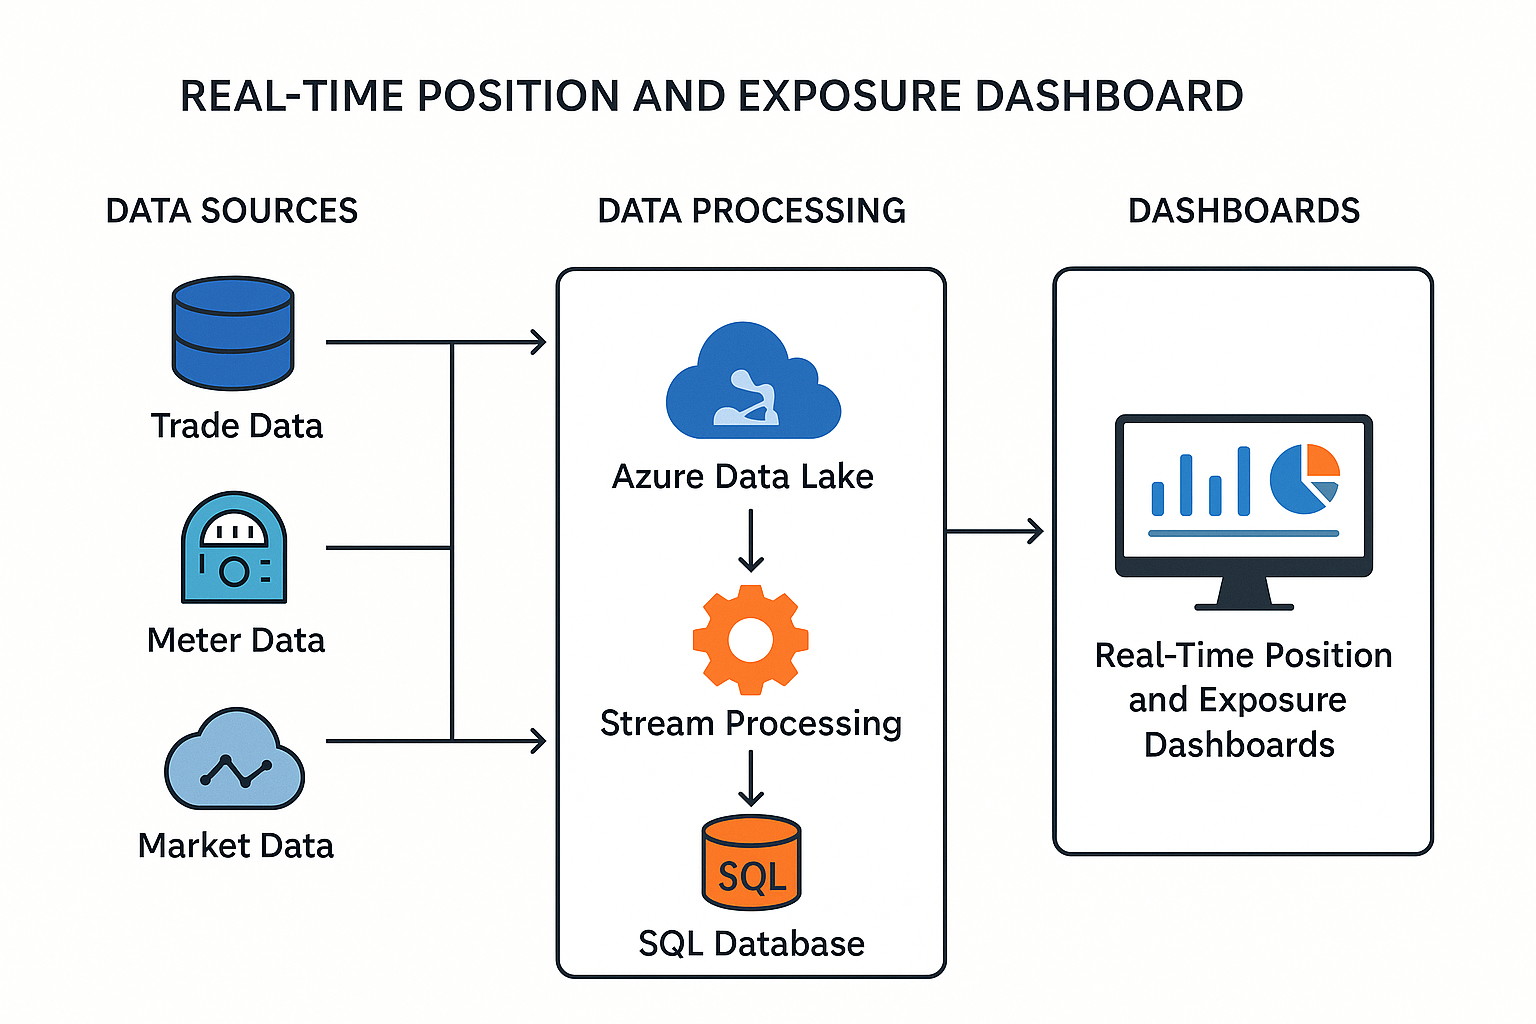 REAL-TIME POSITION AND EXPOSURE DASHBOARD
DATA SOURCES
Trade Data
Meter Data
Market Data
DATA PROCESSING
Azure Data Lake
Stream Processing
SQL
SQL Database
DASHBOARDS
Real-Time Position
and Exposure
Dashboards